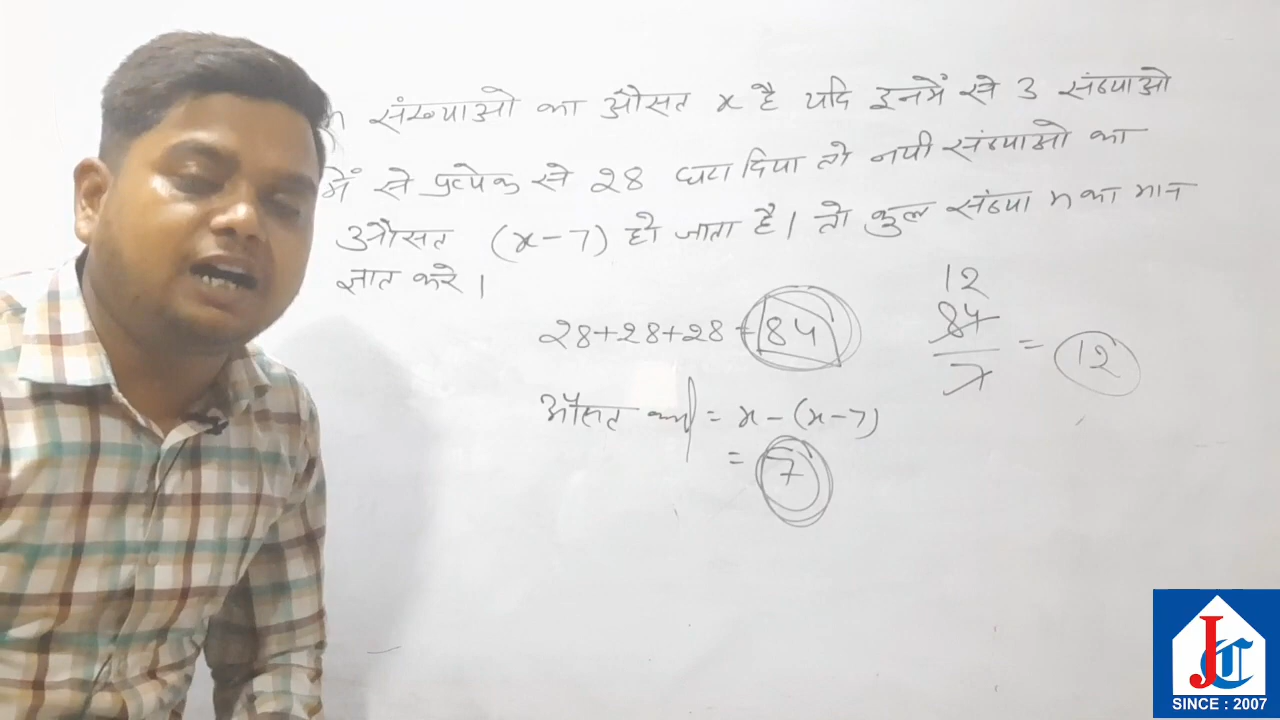 n संख्याओ का औसत x है यदि इनमें से 3 संख्याओ
में से प्रत्येक से 28 घटा दिया तो नयी संख्याओ का
औसत (x-7) हो जाता है। तो कुल संख्या n का मान
ज्ञात करे।
28+28+28 - 84
12
84
7
= 12
औसत = x-(x-7)
= 7
JCC
SINCE : 2007